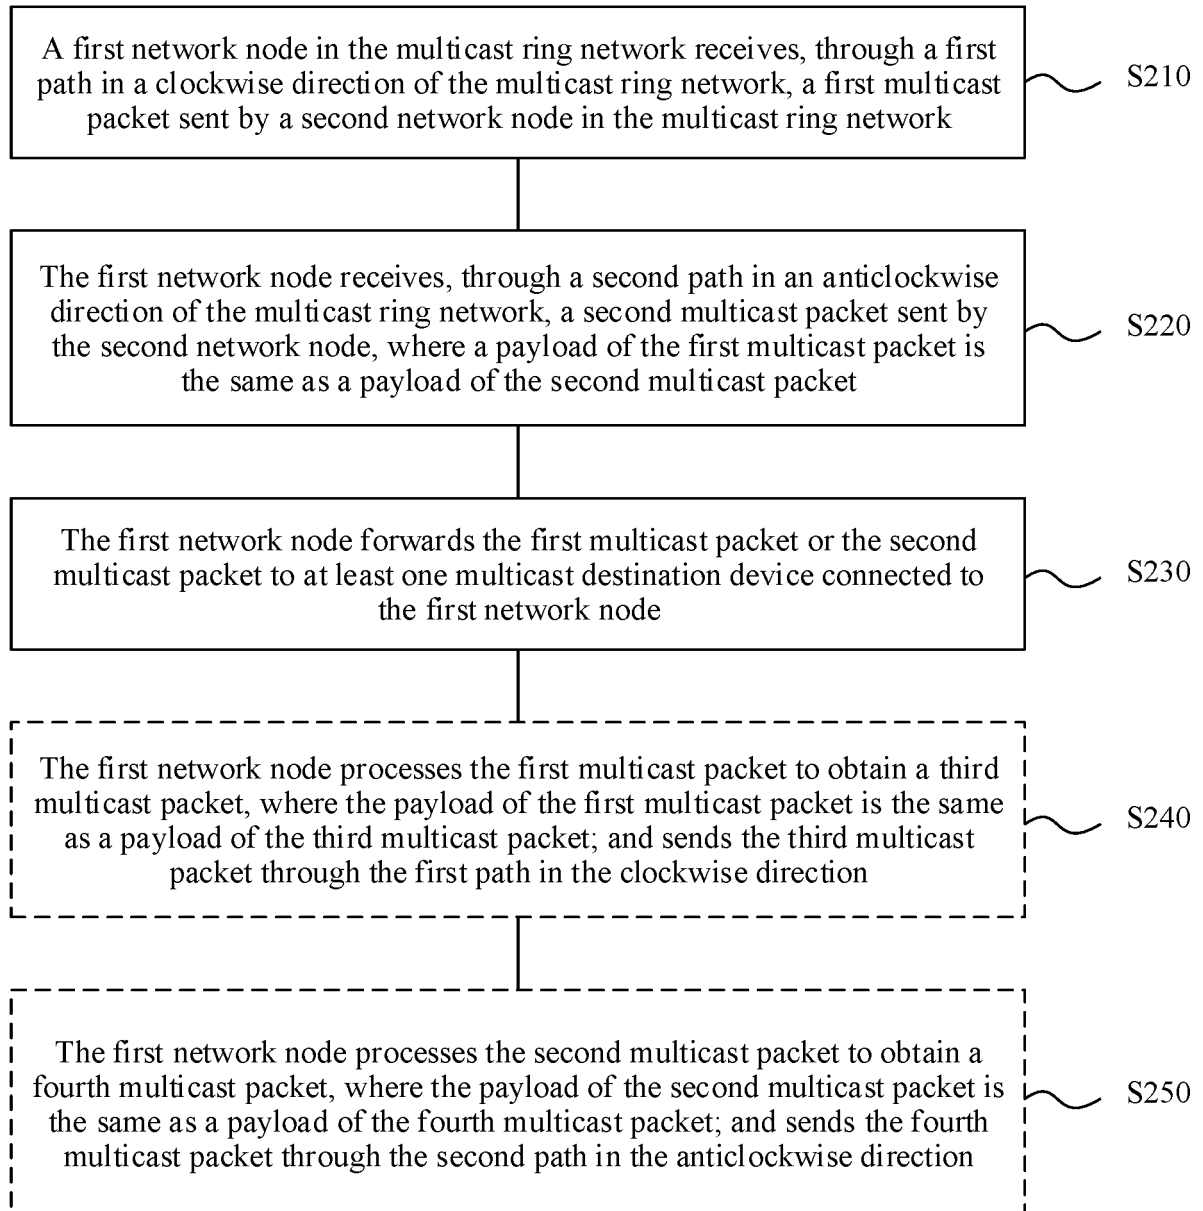 A first network node in the multicast ring network receives, through a first
path in a clockwise direction of the multicast ring network, a first multicast
packet sent by a second network node in the multicast ring network
S210
The first network node receives, through a second path in an anticlockwise
direction of the multicast ring network, a second multicast packet sent by
the second network node, where a payload of the first multicast packet is
the same as a payload of the second multicast packet
S220
The first network node forwards the first multicast packet or the second
multicast packet to at least one multicast destination device connected to
the first network node
S230
The first network node processes the first multicast packet to obtain a third
multicast packet, where the payload of the first multicast packet is the same
as a payload of the third multicast packet; and sends the third multicast
packet through the first path in the clockwise direction
S240
The first network node processes the second multicast packet to obtain a
fourth multicast packet, where the payload of the second multicast packet is
the same as a payload of the fourth multicast packet; and sends the fourth
multicast packet through the second path in the anticlockwise direction
S250